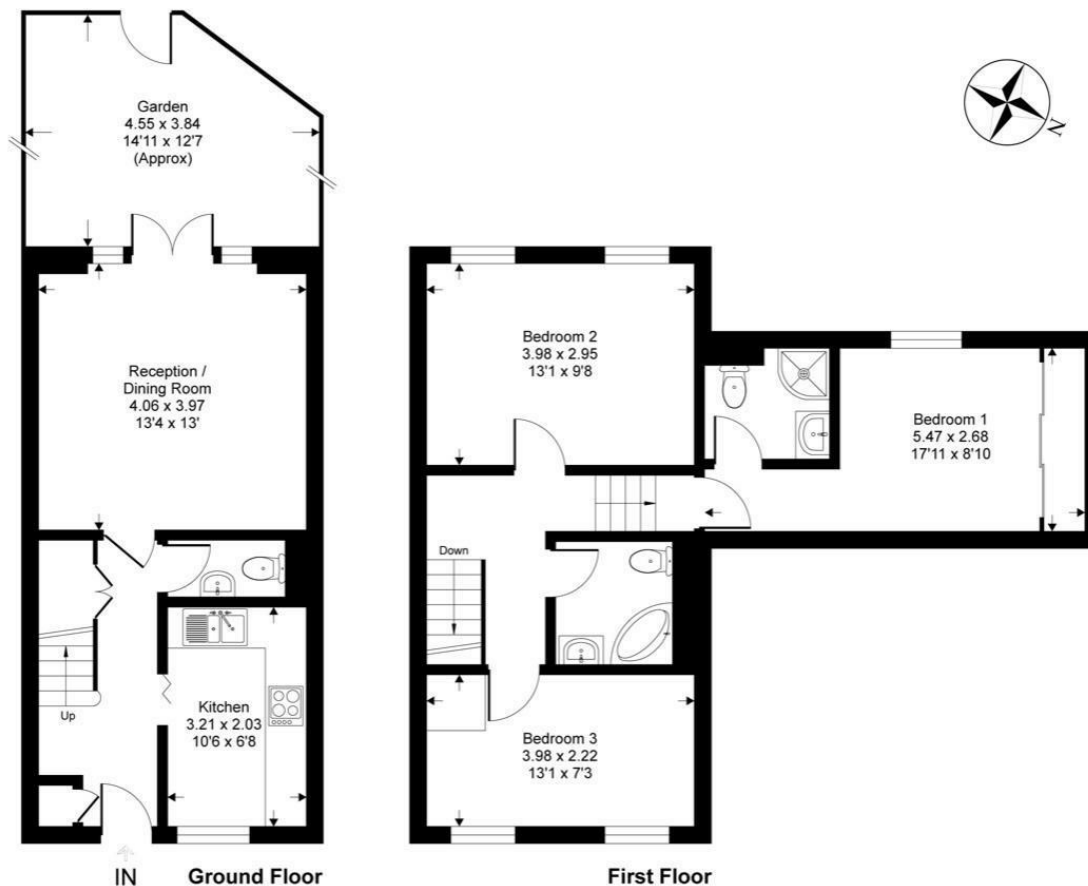 Garden
4.55 x 3.84
14'11 x 12'7
(Approx)
N
Reception /
Dining Room
4.06 x 3.97
13'4 x 13'
Up
Kitchen
3.21 x 2.03
10'6 x 6'8
IN
Ground Floor
Bedroom 2
3.98 x 2.95
13'1 x 9'8
Bedroom 1
5.47 x 2.68
17'11 x 8'10
Down
Bedroom 3
3.98 x 2.22
13'1 x 7'3
First Floor